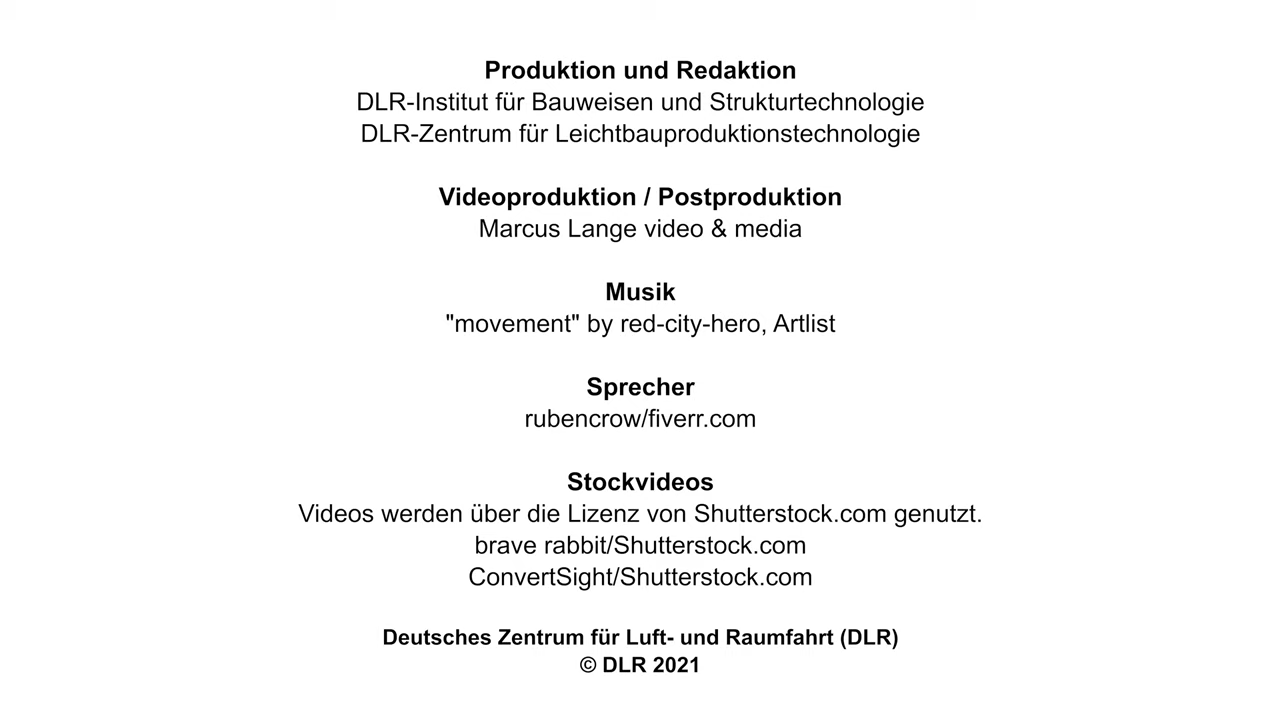 Produktion und Redaktion
DLR-Institut für Bauweisen und Strukturtechnologie
DLR-Zentrum für Leichtbauproduktionstechnologie
Videoproduktion / Postproduktion
Marcus Lange video & media
Musik
"movement" by red-city-hero, Artlist
Sprecher
rubencrow/fiverr.com
Stockvideos
Videos werden über die Lizenz von Shutterstock.com genutzt.
brave rabbit/Shutterstock.com
ConvertSight/Shutterstock.com
Deutsches Zentrum für Luft- und Raumfahrt (DLR)
© DLR 2021